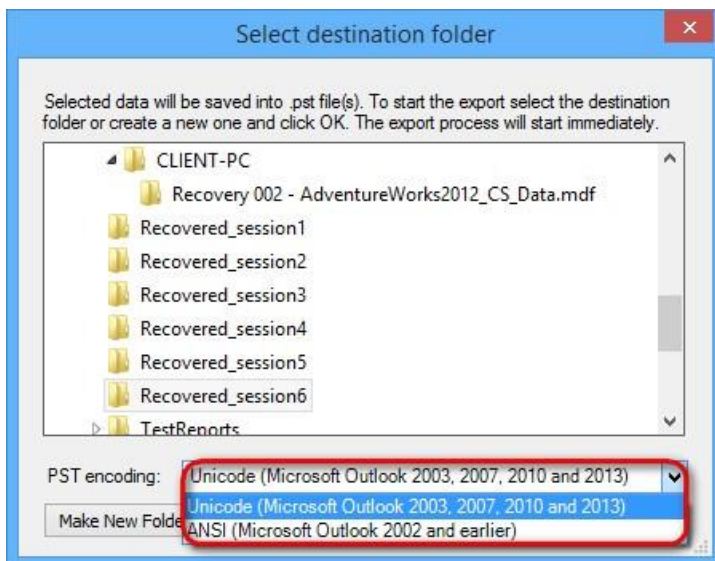 Select destination folder
Selected data will be saved into .pst file(s). To start the export select the destination
folder or create a new one and click OK. The export process will start immediately.
CLIENT-PC
Recovery 002 - AdventureWorks2012_CS_Data.mdf
Recovered_session1
Recovered_session2
Recovered_session3
Recovered_session4
Recovered_session5
Recovered_session6
TestReports
PST encoding: Unicode (Microsoft Outlook 2003, 2007, 2010 and 2013)
Unicode (Microsoft Outlook 2003, 2007, 2010 and 2013)
Make New Folde ANSI (Microsoft Outlook 2002 and earlier)